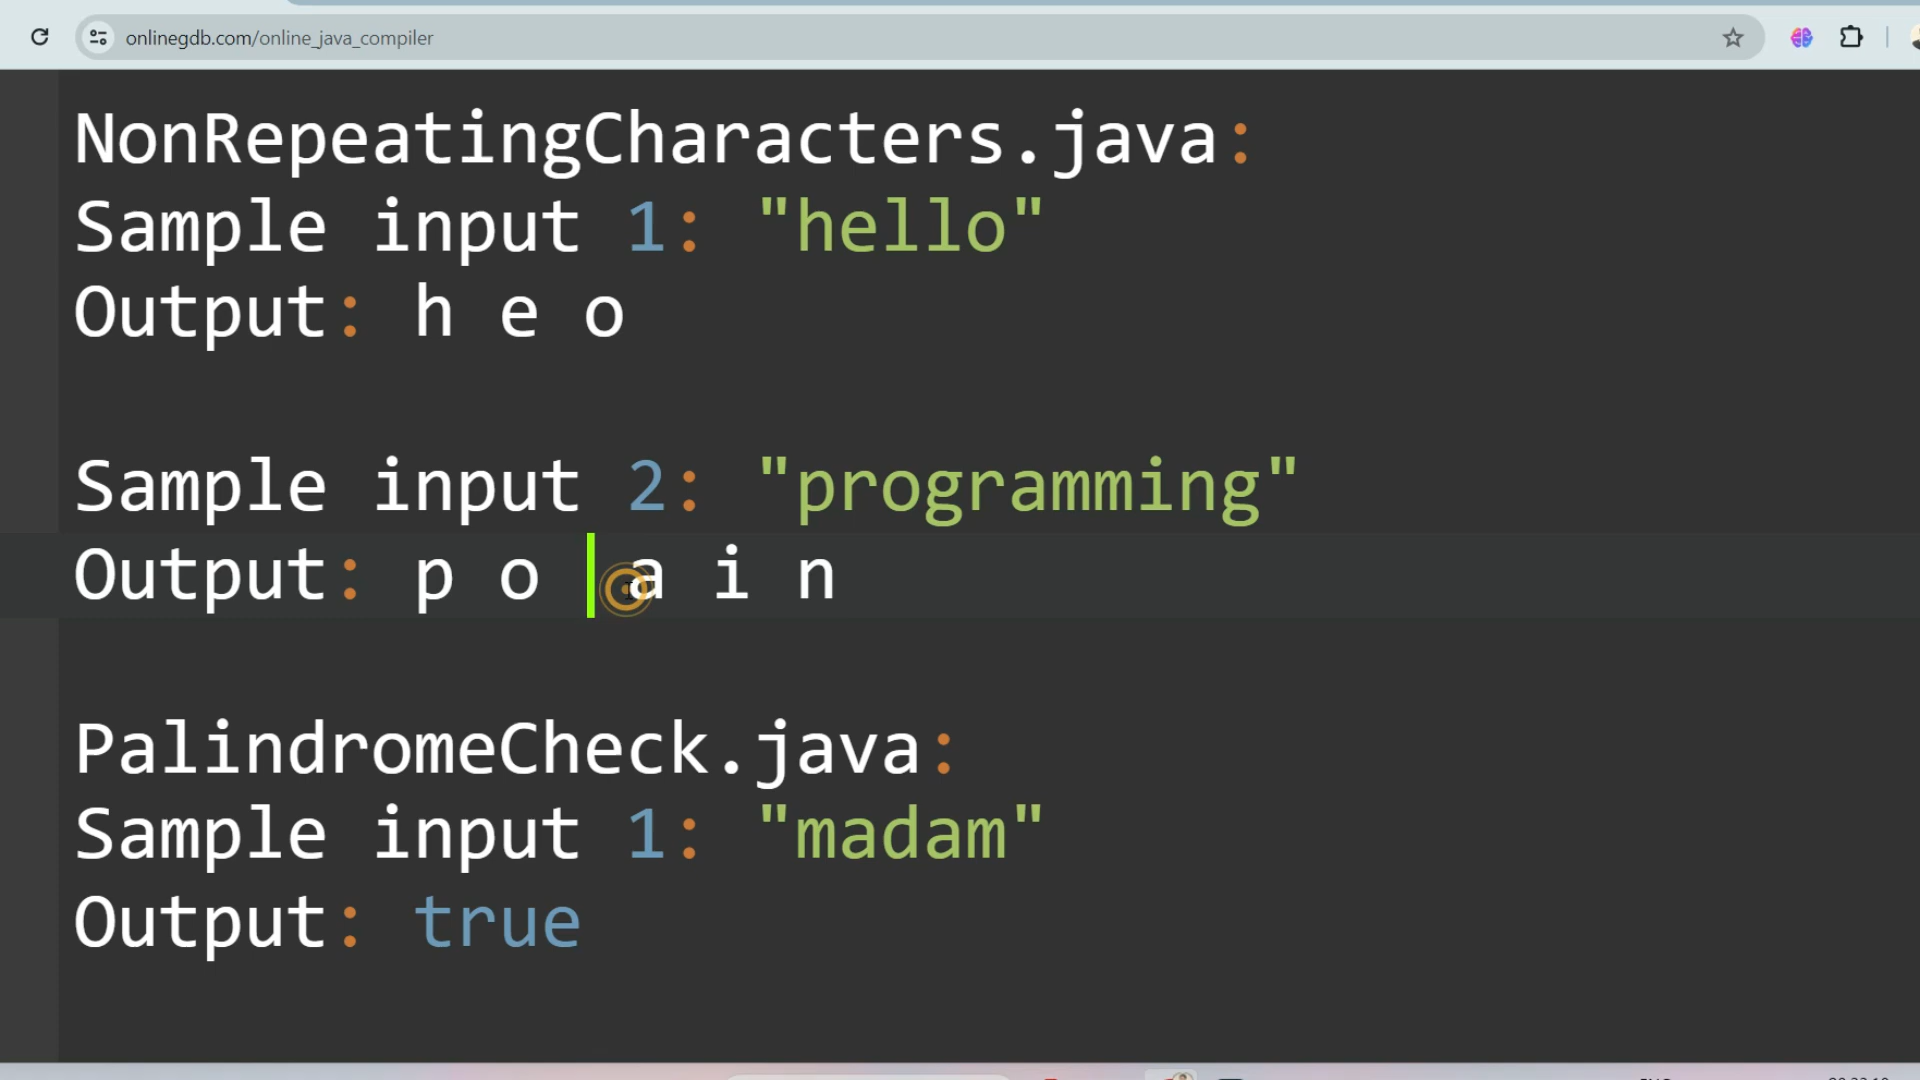 onlinegdb.com/online_java_compiler
NonRepeatingCharacters.java:
Sample input 1: "hello"
Output: h e o
Sample input 2: "programming"
Output: p o a i n
PalindromeCheck.java:
Sample input 1: "madam"
Output: true